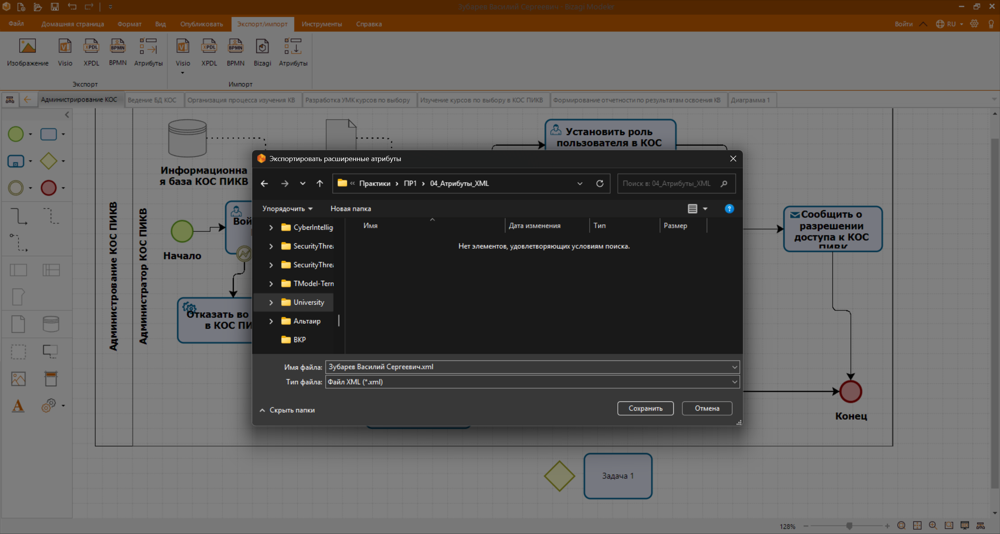 Зубарев Василий Сергеевич - Bizagi Modeler
Файл
Домашняя страница
Формат
Вид
Опубликовать
Экспорт/импорт
Инструменты
Справка
Войти
RU
Изображение
Visio
XPDL
BPMN
Атрибуты
Visio
XPDL
BPMN
Bizagi
Атрибуты
Экспорт
Импорт
Администрирование КОС
Ведение БД КОС
Организация процесса изучения КВ
Разработка УМК курсов по выбору
Изучение курсов по выбору в КОС ПИКВ
Формирование отчетности по результатам освоения КВ
Диаграмма 1
Установить роль
пользователя в КОС
Информационна
я база КОС ПИКВ
Администрирование КОС ПИКВ
Администратор КОС ПИКВ
Начало
Вой
Отказать во
в КОС ПИ
Сообщить о
разрешении
доступа к КОС
ПИВК
Конец
Задача 1
Экспортировать расширенные атрибуты
« Практики › ПР1 › 04_Атрибуты_XML
Поиск в: 04_Атрибуты_XML
Упорядочить
Новая папка
?
Имя
Дата изменения
Тип
Размер
Нет элементов, удовлетворяющих условиям поиска.
CyberIntellig
SecurityThrea
SecurityThrea
TModel-Tern
University
Альтаир
ВКР
Имя файла:
Зубарев Василий Сергеевич.xml
Тип файла:
Файл XML (*.xml)
Скрыть папки
Сохранить
Отмена
128%